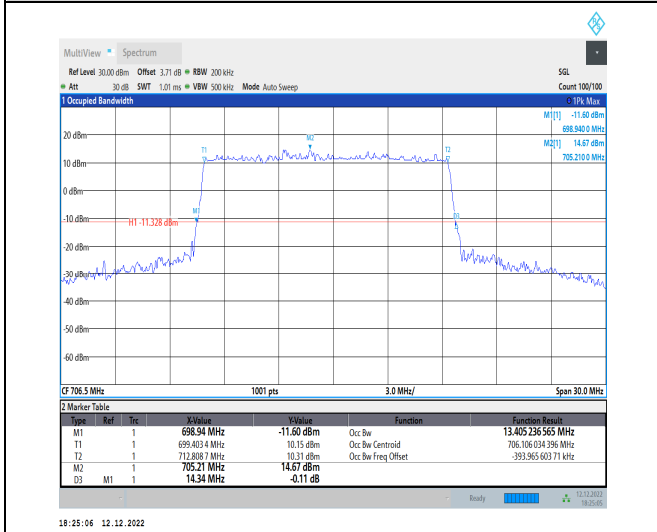 MultiView Spectrum
Ref Level 30.00 dBm Offset 3.71 dB RBW 200 kHz SGL
Att 30 dB SWT 1.01 ms VBW 500 kHz Mode Auto Sweep Count 100/100
1 Occupied Bandwidth 1Pk Max
M1[1] -11.60 dBm
698.9400 MHz
M2[1] 14.67 dBm
705.2100 MHz
20 dBm
M2
T1
T2
10 dBm
0 dBm
M1
D3
-10 dBm
H1 -11.328 dBm
-20 dBm
-30 dBm
-40 dBm
-50 dBm
-60 dBm
CF 706.5 MHz 1001 pts 3.0 MHz/ Span 30.0 MHz
2 Marker Table
Type Ref Trc X-Value Y-Value Function Function Result
M1 1 698.94 MHz -11.60 dBm Occ Bw 13.405 236 565 MHz
T1 1 699.403 4 MHz 10.15 dBm Occ Bw Centroid 706.106 034 396 MHz
T2 1 712.808 7 MHz 10.31 dBm Occ Bw Freq Offset -393.965 603 71 kHz
M2 1 705.21 MHz 14.67 dBm
D3 M1 1 14.34 MHz -0.11 dB
Ready 12.12.2022
18:25:05
18:25:06 12.12.2022